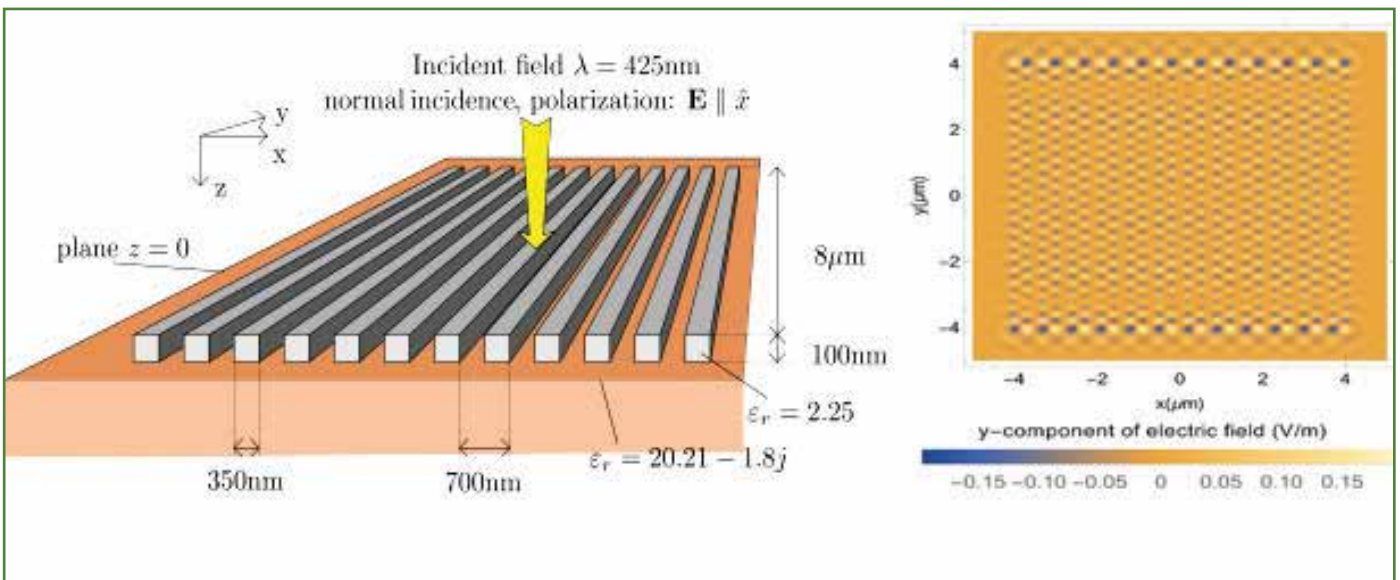 Incident field λ = 425nm
normal incidence, polarization: E ∥ x̂
y
x
z
plane z = 0
8μm
100nm
εr = 2.25
εr = 20.21 − 1.8j
350nm
700nm
4
2
0
−2
−4
y(μm)
−4 −2 0 2 4
x(μm)
y−component of electric field (V/m)
−0.15 −0.10 −0.05 0 0.05 0.10 0.15